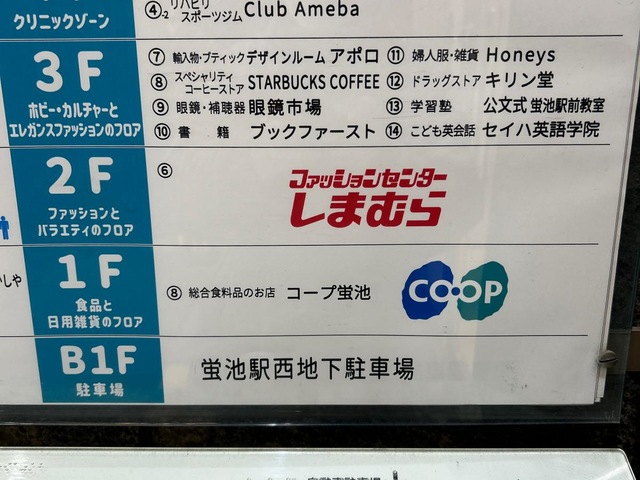 クリニックゾーン
④-2 リハビリスポーツジム Club Ameba
3F
ホビー・カルチャーと
エレガンスファッションのフロア
⑦ 輸入物・ブティック デザインルーム アポロ
⑧ スペシャリティコーヒーストア STARBUCKS COFFEE
⑨ 眼鏡・補聴器 眼鏡市場
⑩ 書籍 ブックファースト
⑪ 婦人服・雑貨 Honeys
⑫ ドラッグストア キリン堂
⑬ 学習塾 公文式 蛍池駅前教室
⑭ こども英会話 セイハ英語学院
2F
ファッションと
バラエティのフロア
⑥
ファッションセンター
しまむら
1F
食品と
日用雑貨のフロア
しや
⑧ 総合食料品のお店 コープ蛍池
CO·OP
B1F
駐車場
蛍池駅西地下駐車場